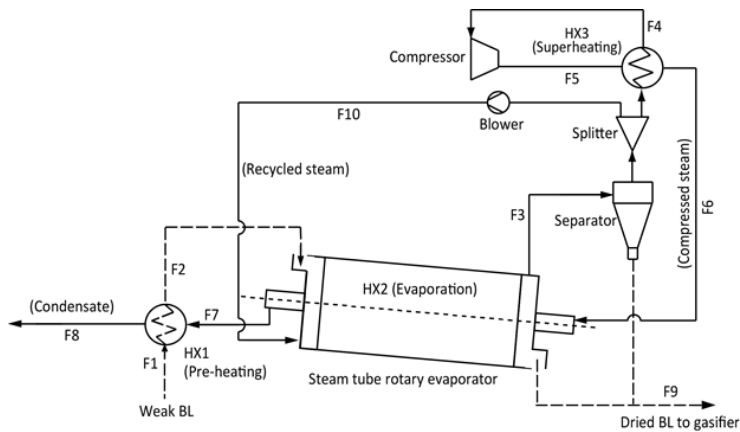 HX3
(Superheating)
F4
Compressor
F5
F10
Blower
Splitter
(Recycled steam)
F3
Separator
(Compressed steam)
F6
F2
HX2 (Evaporation)
(Condensate)
F8
F7
F1
HX1
(Pre-heating)
Steam tube rotary evaporator
F9
Weak BL
Dried BL to gasifier